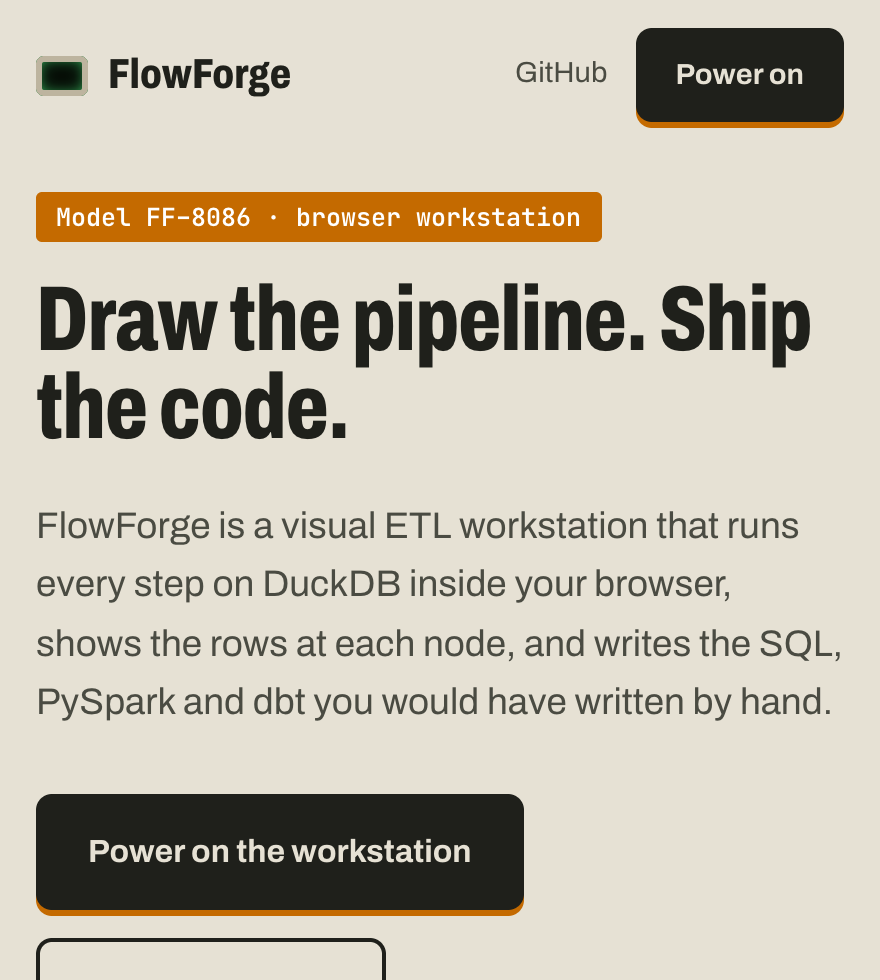 FlowForge
GitHub
Power on
Model FF-8086 · browser workstation
Draw the pipeline. Ship
the code.
FlowForge is a visual ETL workstation that runs
every step on DuckDB inside your browser,
shows the rows at each node, and writes the SQL,
PySpark and dbt you would have written by hand.
Power on the workstation